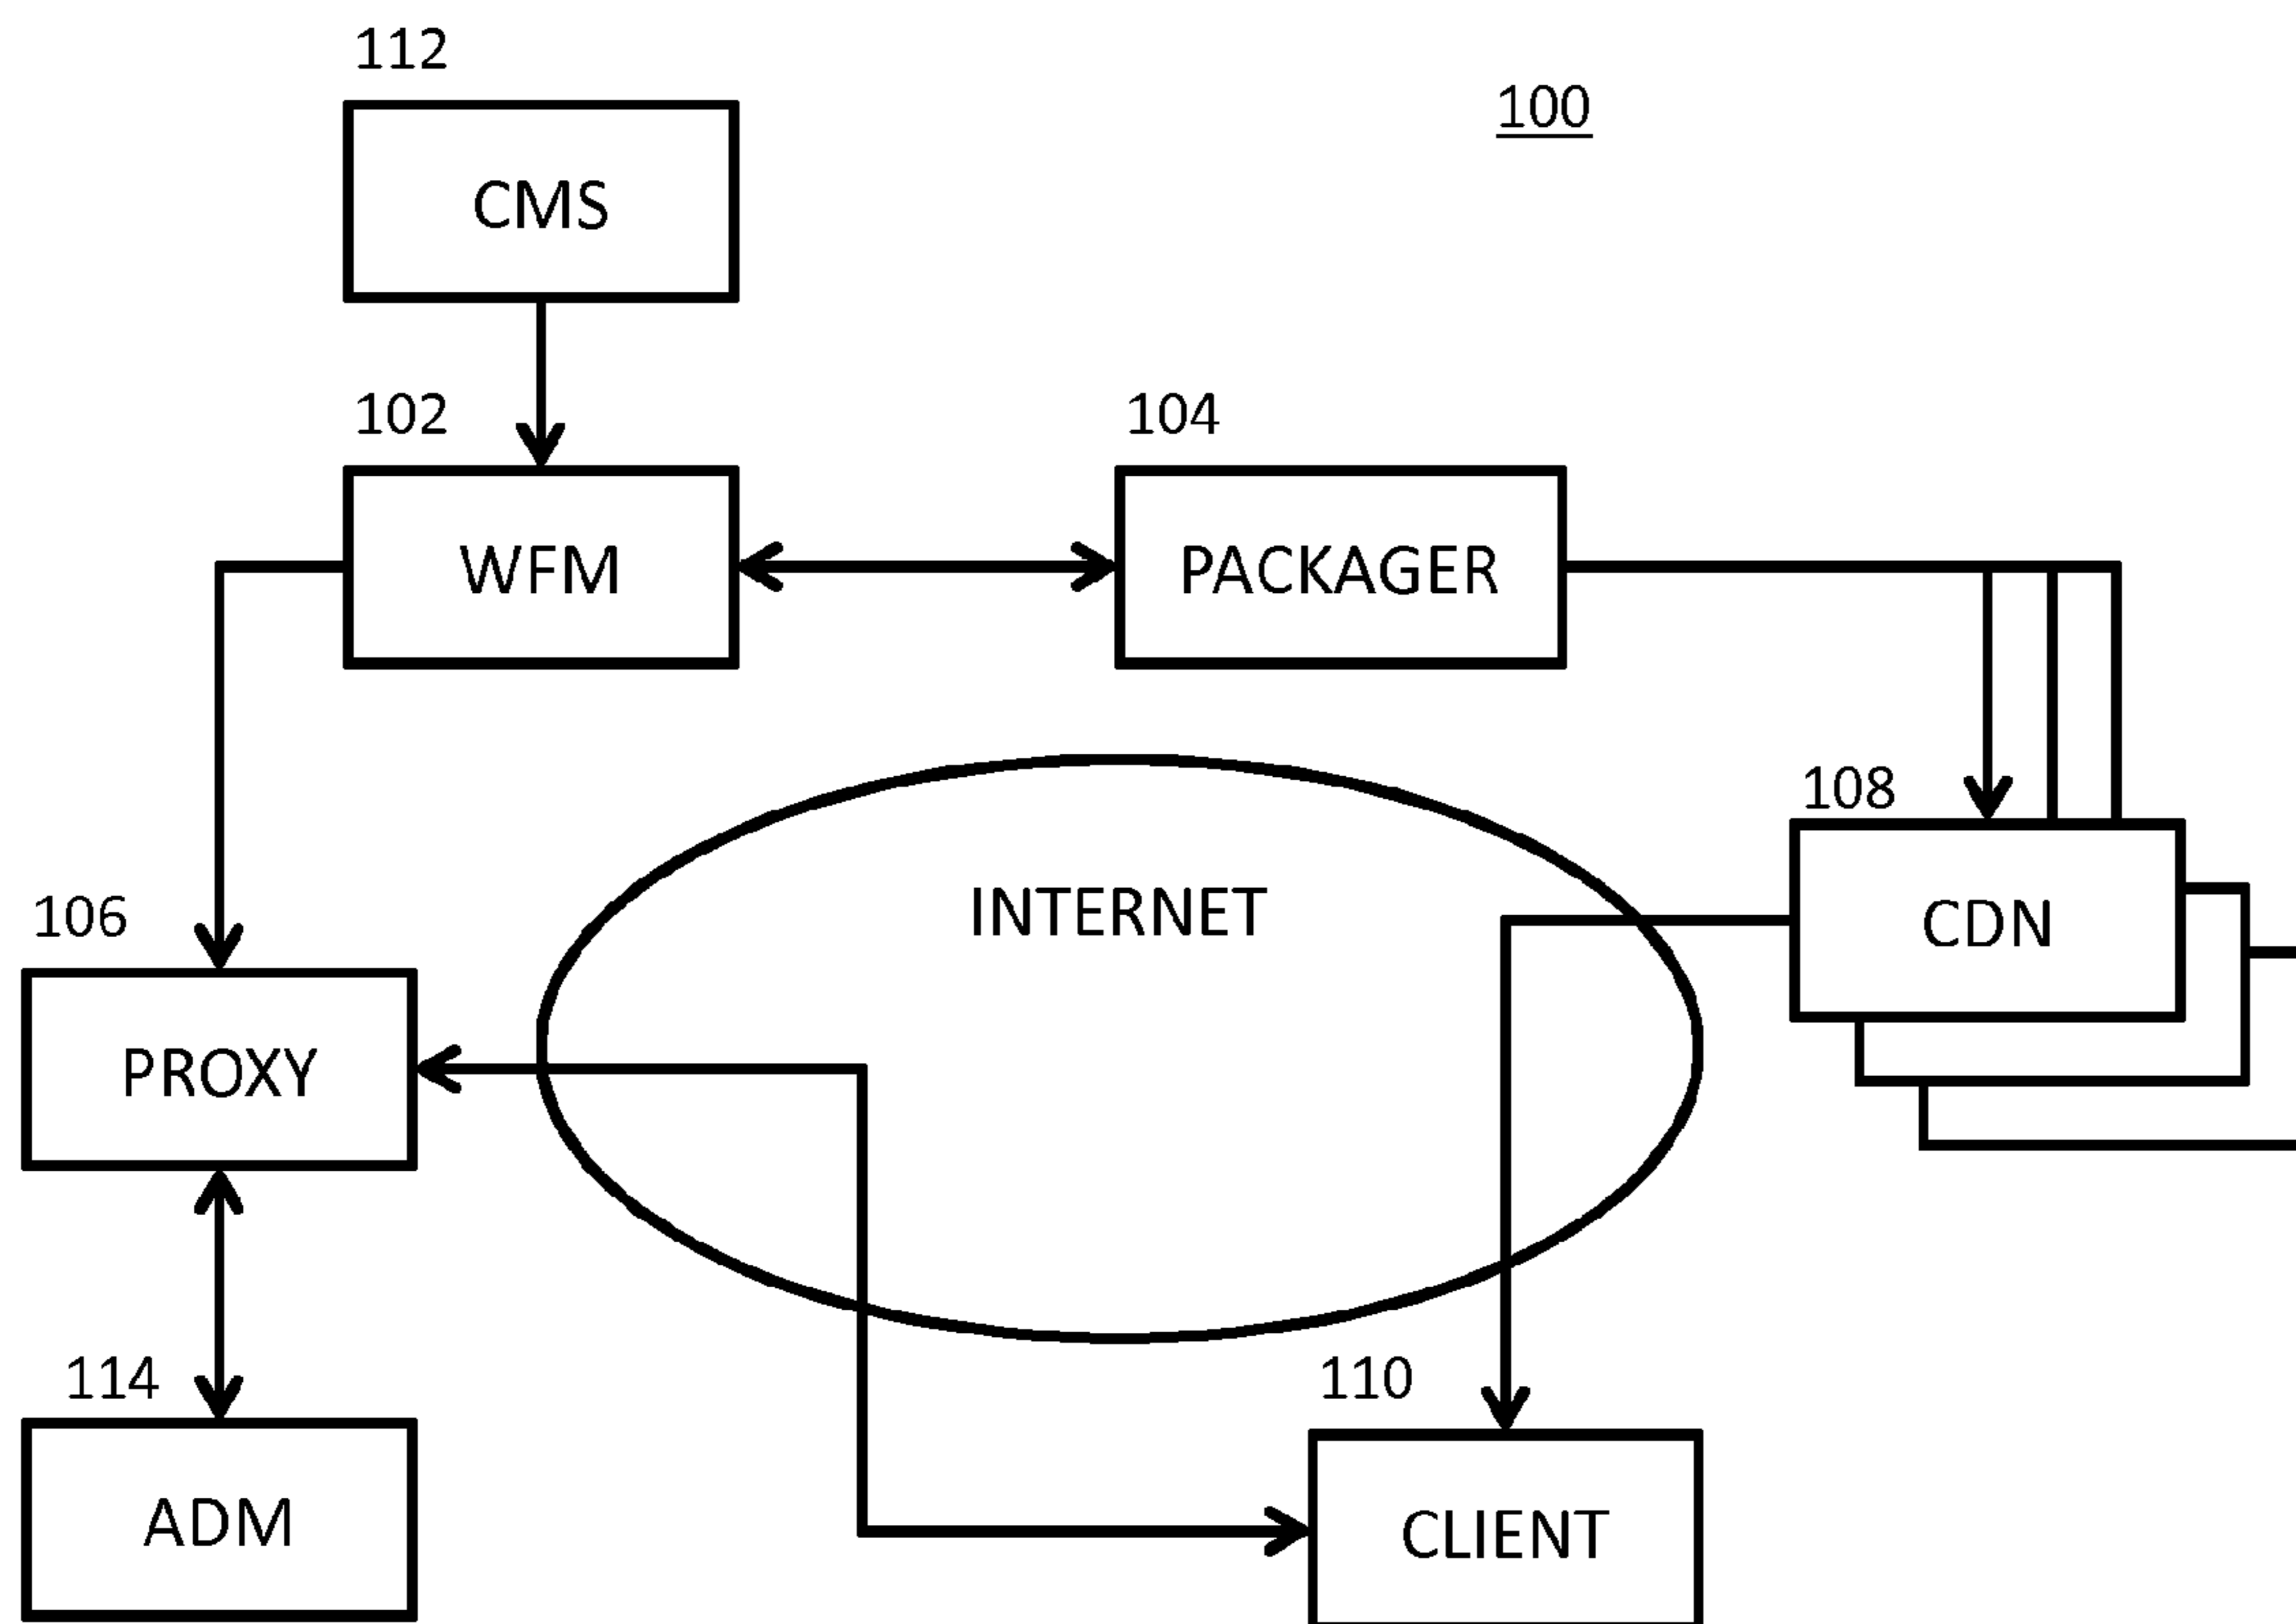 112
100
CMS
102
104
WFM
PACKAGER
108
106
INTERNET
CDN
PROXY
114
110
ADM
CLIENT